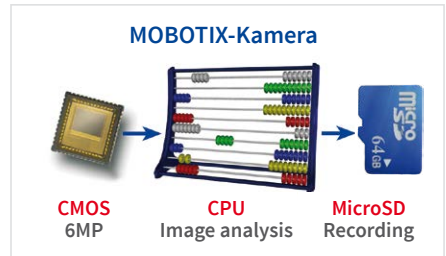 MOBOTIX-Kamera
micro
SD
64GB
CMOS
CPU
MicroSD
6MP
Image analysis
Recording